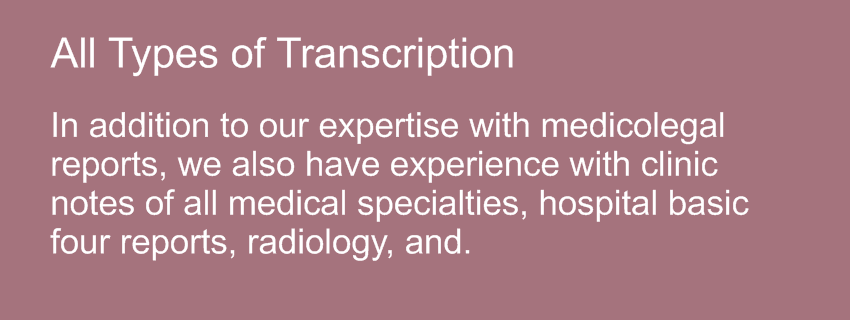 All Types of Transcription
In addition to our expertise with medicolegal
reports, we also have experience with clinic
notes of all medical specialties, hospital basic
four reports, radiology, and.